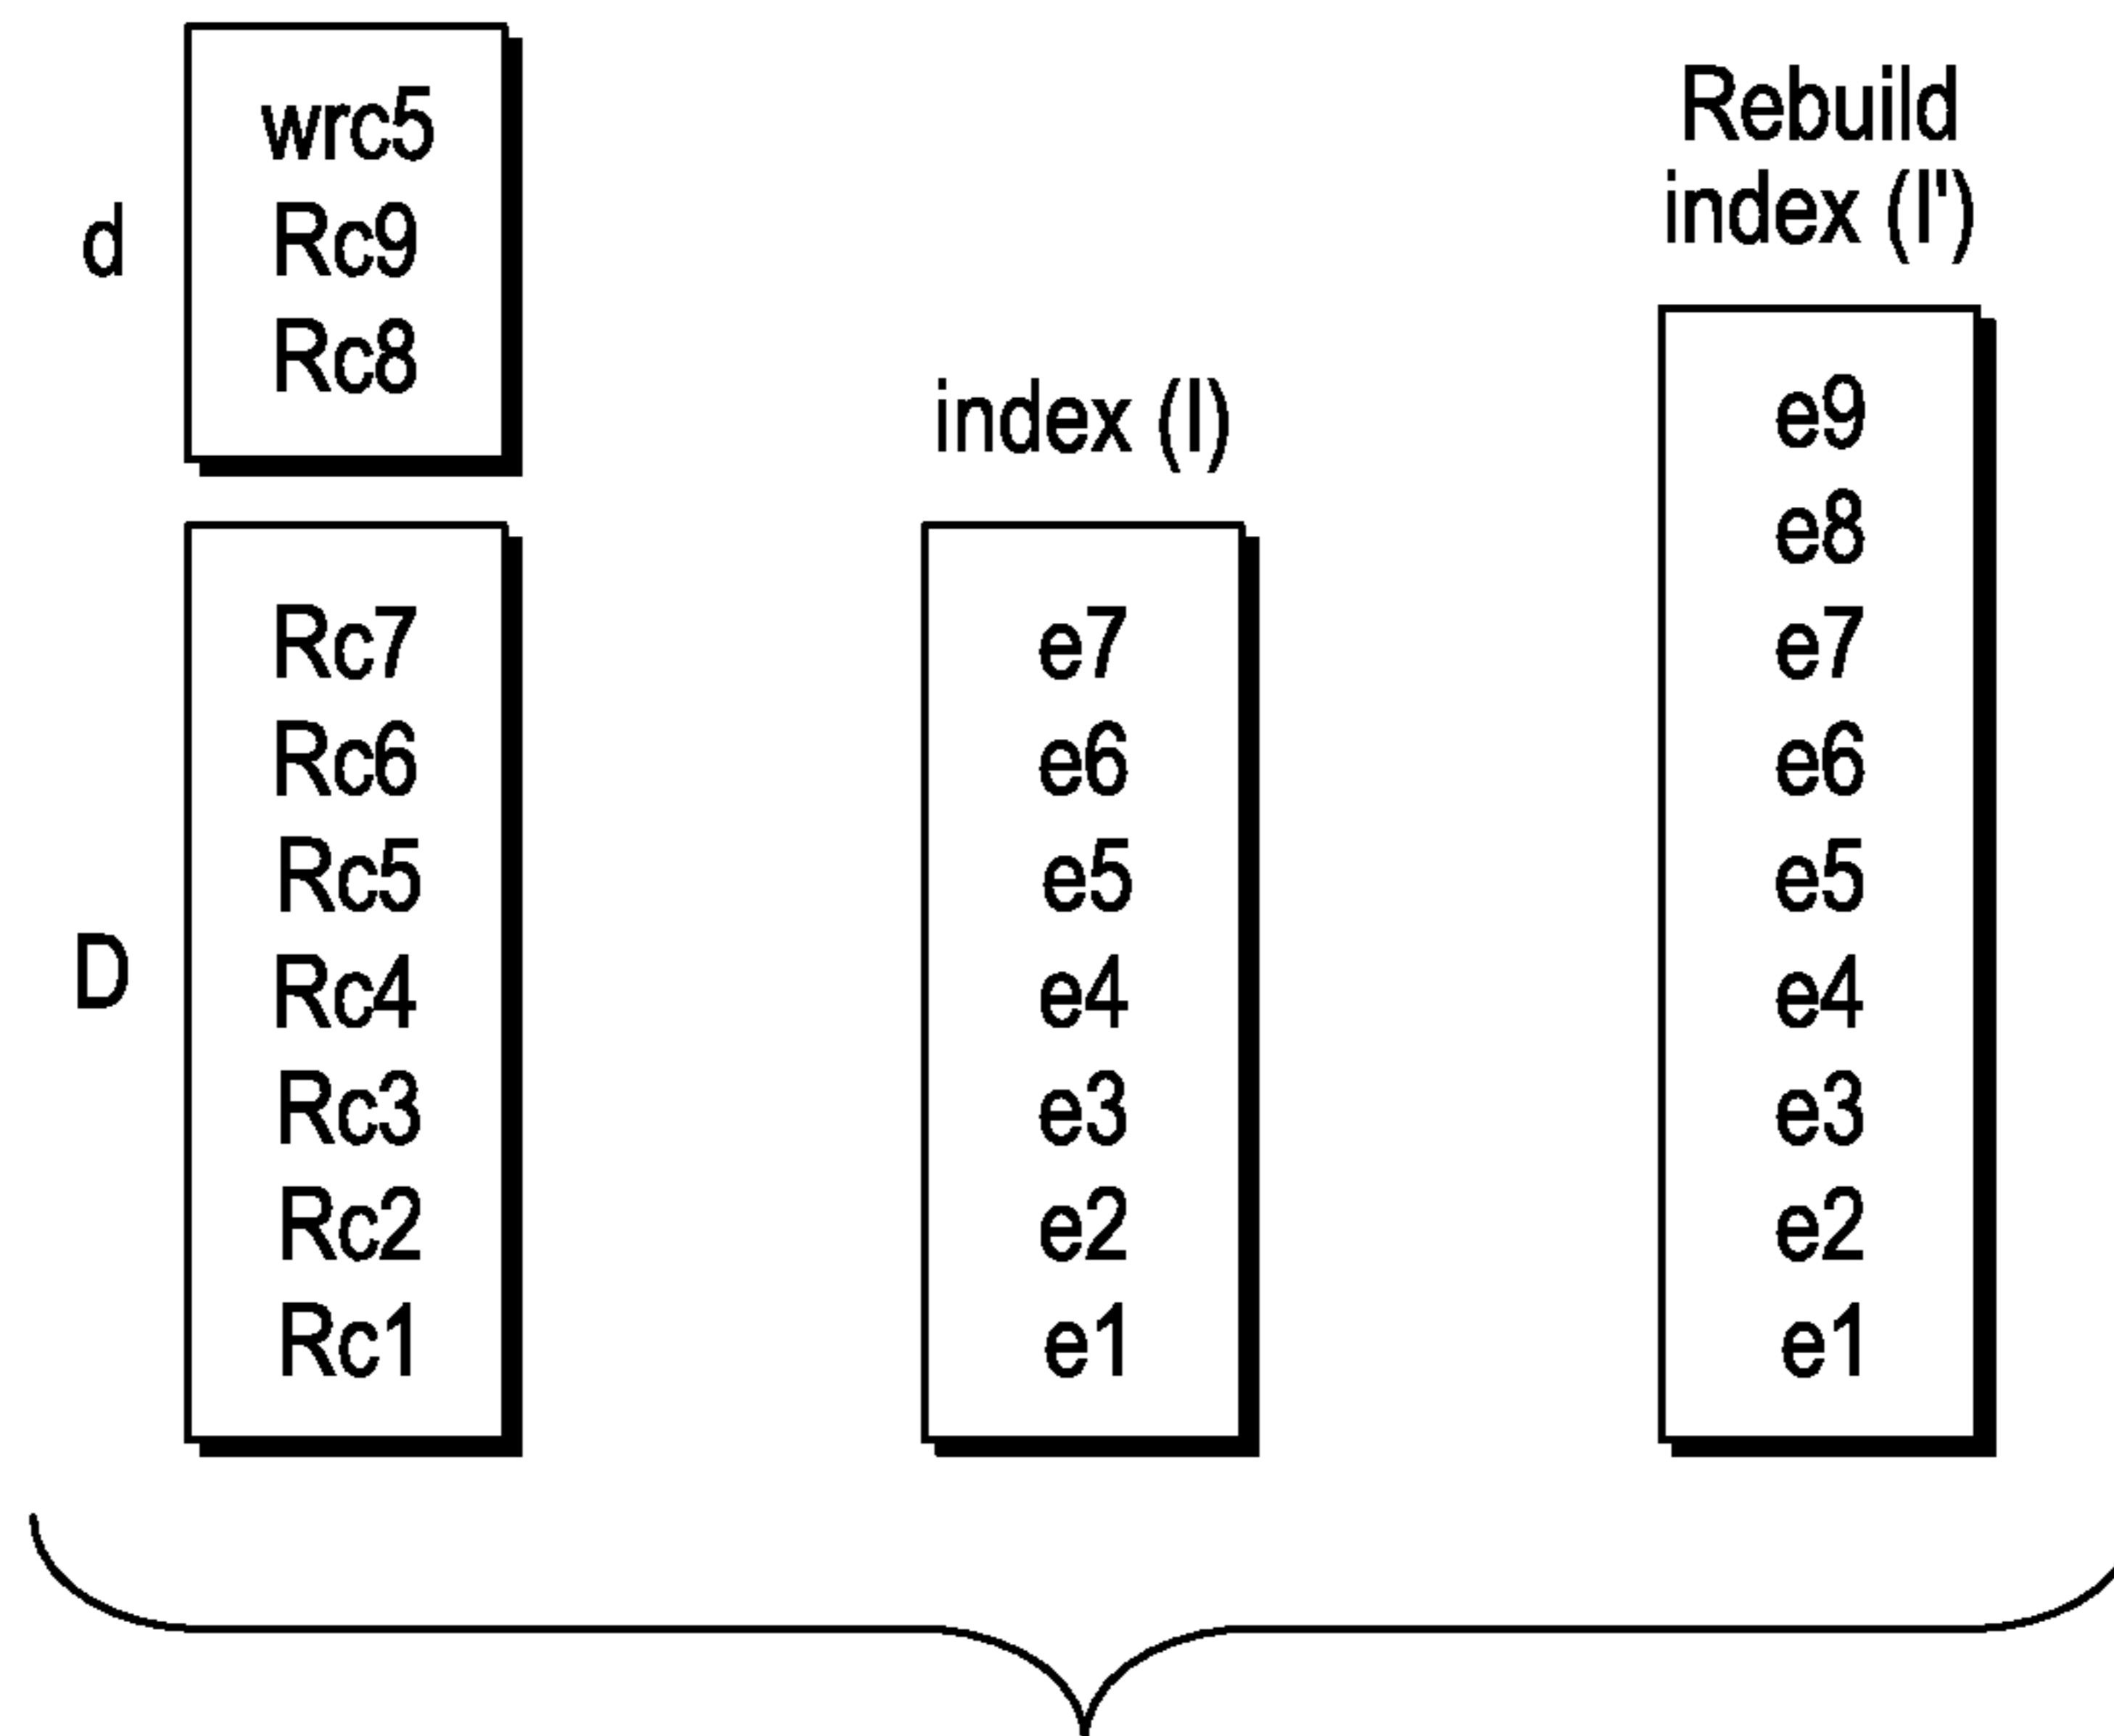 d
wrc5
Rc9
Rc8
D
Rc7
Rc6
Rc5
Rc4
Rc3
Rc2
Rc1
index (I)
e7
e6
e5
e4
e3
e2
e1
Rebuild
index (I')
e9
e8
e7
e6
e5
e4
e3
e2
e1